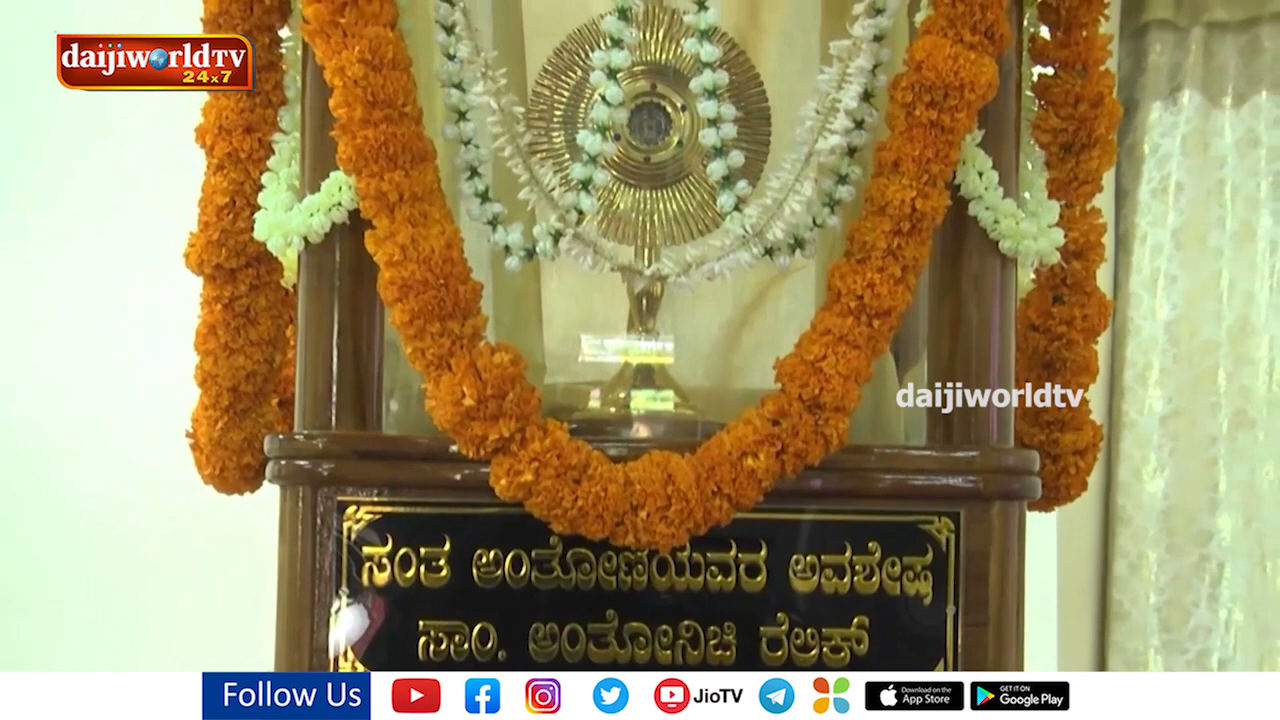 daijiworldTV
24x7
daijiworldtv
ಸಂತ ಅಂತೋಣಿಯವರ ಅವಶೇಷ
ಸಾಂ. ಅಂತೋನಿಚಿ ರೆಲಿಕ್
Follow Us
JioTV
Download on the
App Store
GET IT ON
Google Play